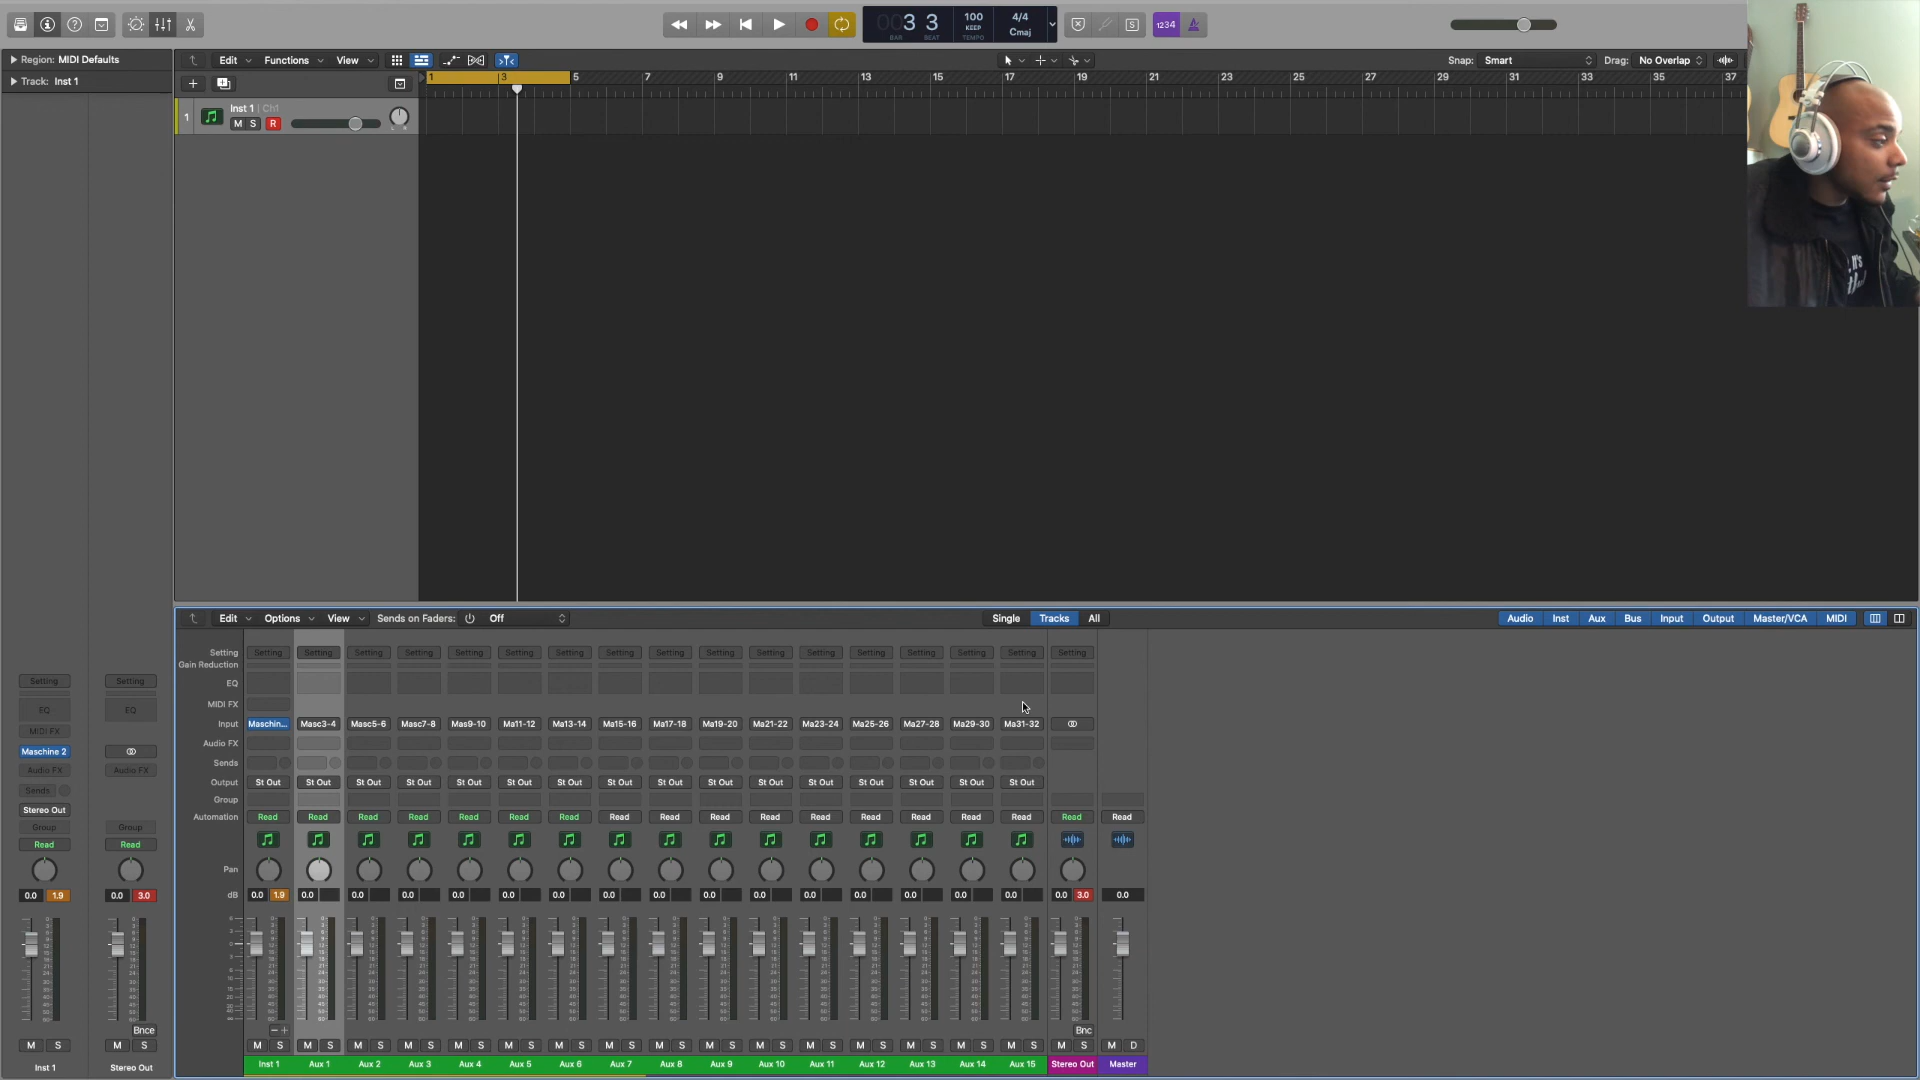 3 3
BAR BEAT
100
KEEP
TEMPO
4/4
Cmaj
1234
Region: MIDI Defaults
Track: Inst 1
Edit Functions View
Snap: Smart
Drag: No Overlap
1 3 5 7 9 11 13 15 17 19 21 23 25 27 29 31 33 35 37
1 Inst 1 | Ch1
M S R
Edit Options View Sends on Faders: Off Single Tracks All Audio Inst Aux Bus Input Output Master/VCA MIDI
Setting Setting Setting Setting Setting Setting Setting Setting Setting Setting Setting Setting Setting Setting Setting Setting Setting Setting
Gain Reduction
EQ
MIDI FX
Input Maschin... Masc3-4 Masc5-6 Masc7-8 Mas9-10 Ma11-12 Ma13-14 Ma15-16 Ma17-18 Ma19-20 Ma21-22 Ma23-24 Ma25-26 Ma27-28 Ma29-30 Ma31-32
Audio FX
Sends
Output St Out St Out St Out St Out St Out St Out St Out St Out St Out St Out St Out St Out St Out St Out St Out St Out
Group
Automation Read Read Read Read Read Read Read Read Read Read Read Read Read Read Read Read Read Read
Pan
dB 0.0 1.9 0.0 0.0 0.0 0.0 0.0 0.0 0.0 0.0 0.0 0.0 0.0 0.0 0.0 0.0 0.0 0.0 3.0 0.0
Bnc
M S M S M S M S M S M S M S M S M S M S M S M S M S M S M S M S M S M D
Inst 1 Aux 1 Aux 2 Aux 3 Aux 4 Aux 5 Aux 6 Aux 7 Aux 8 Aux 9 Aux 10 Aux 11 Aux 12 Aux 13 Aux 14 Aux 15 Stereo Out Master
Setting Setting
EQ EQ
MIDI FX
Maschine 2
Audio FX Audio FX
Sends
Stereo Out
Group Group
Read Read
0.0 1.9 0.0 3.0
Bnce
M S M S
Inst 1 Stereo Out